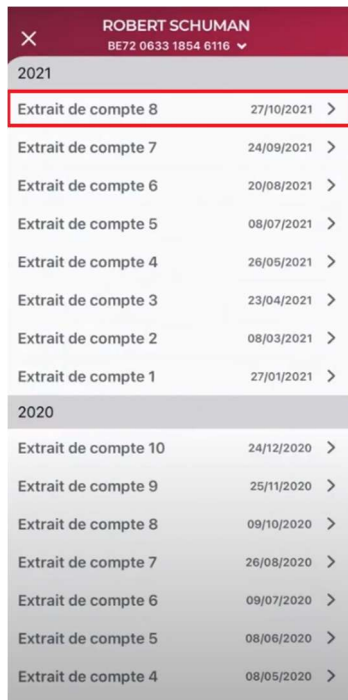 ROBERT SCHUMAN
BE72 0633 1854 6116
2021
Extrait de compte 8 27/10/2021
Extrait de compte 7 24/09/2021
Extrait de compte 6 20/08/2021
Extrait de compte 5 08/07/2021
Extrait de compte 4 26/05/2021
Extrait de compte 3 23/04/2021
Extrait de compte 2 08/03/2021
Extrait de compte 1 27/01/2021
2020
Extrait de compte 10 24/12/2020
Extrait de compte 9 25/11/2020
Extrait de compte 8 09/10/2020
Extrait de compte 7 26/08/2020
Extrait de compte 6 09/07/2020
Extrait de compte 5 08/06/2020
Extrait de compte 4 08/05/2020